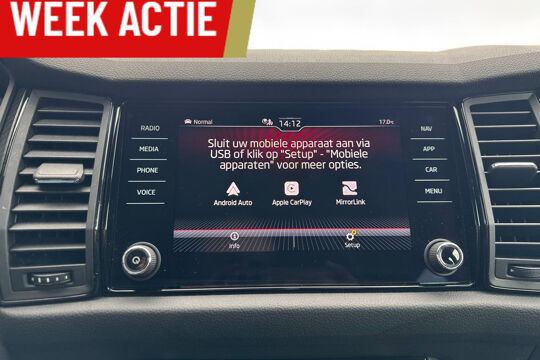 WEEK ACTIE
Normal
14:12
17.0°C
RADIO
MEDIA
PHONE
VOICE
Sluit uw mobiele apparaat aan via
USB of klik op "Setup" - "Mobiele
apparaten" voor meer opties.
Android Auto
Apple CarPlay
MirrorLink
Info
Setup
NAV
APP
CAR
MENU